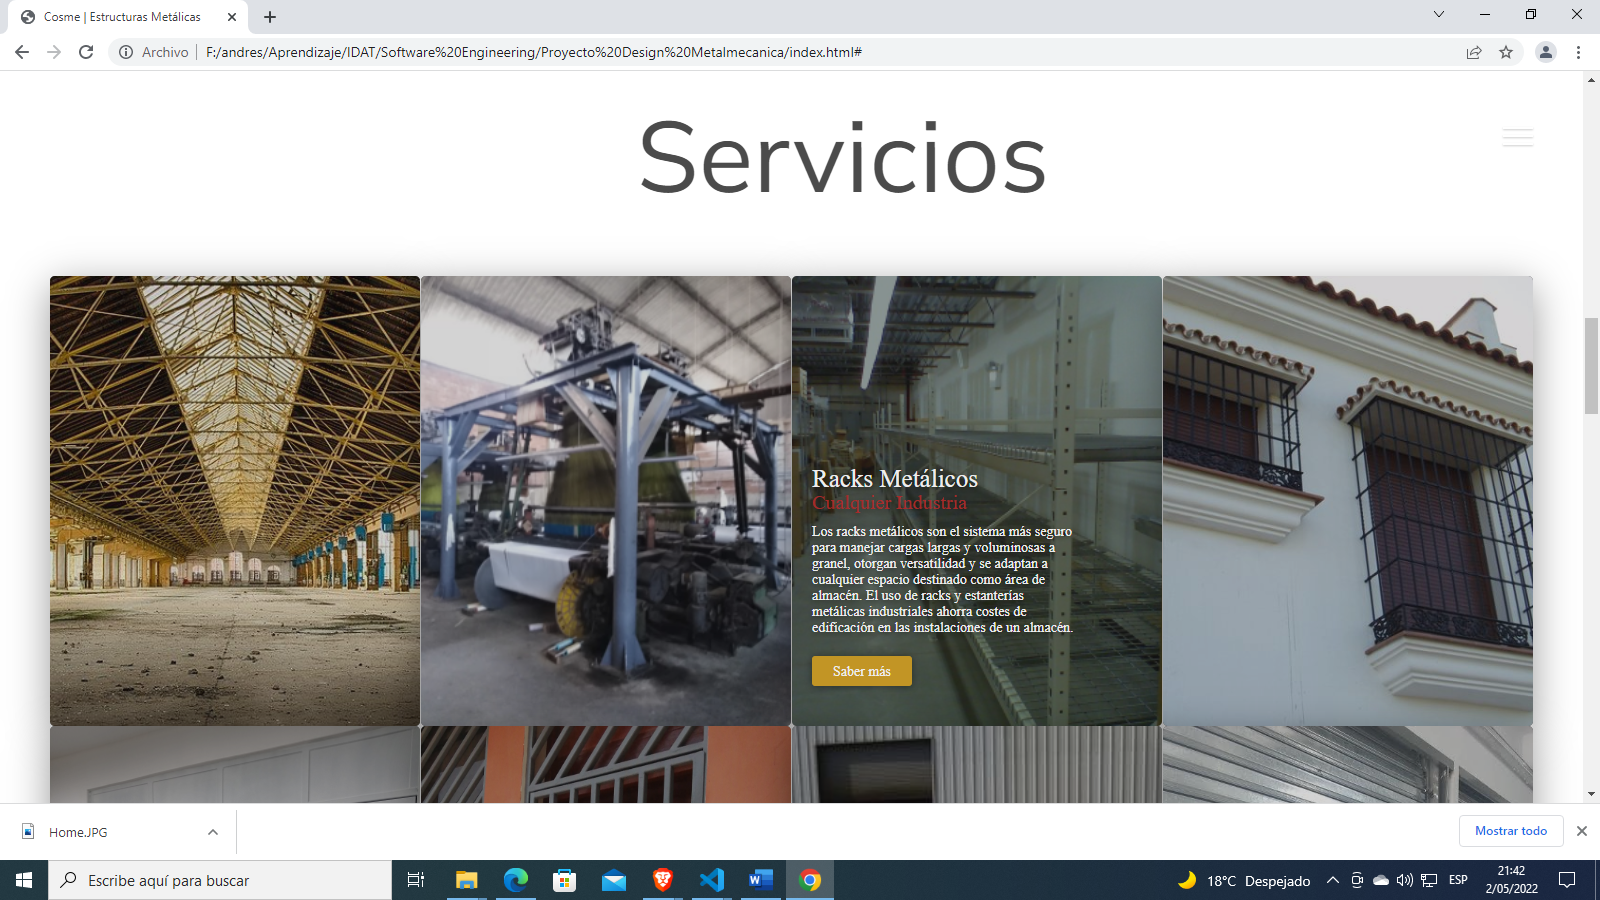 Cosme | Estructuras Metálicas
Archivo
F:/andres/Aprendizaje/IDAT/Software%20Engineering/Proyecto%20Design%20Metalmecanica/index.html#
Servicios
Racks Metálicos
Cualquier Industria
Los racks metálicos son el sistema más seguro
para manejar cargas largas y voluminosas a
granel, otorgan versatilidad y se adaptan a
cualquier espacio destinado como área de
almacén. El uso de racks y estanterías
metálicas industriales ahorra costes de
edificación en las instalaciones de un almacén.
Saber más
Home.JPG
Mostrar todo
Escribe aquí para buscar
18°C Despejado
ESP
21:42
2/05/2022